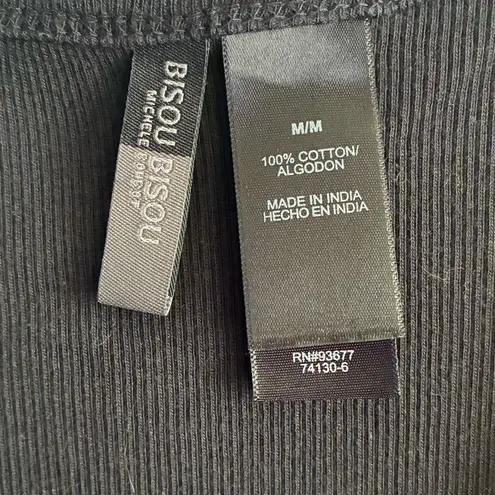 BISOU BISOU
MICHELE BOHBOT
M/M
100% COTTON/
ALGODON
MADE IN INDIA
HECHO EN INDIA
RN#93677
74130-6